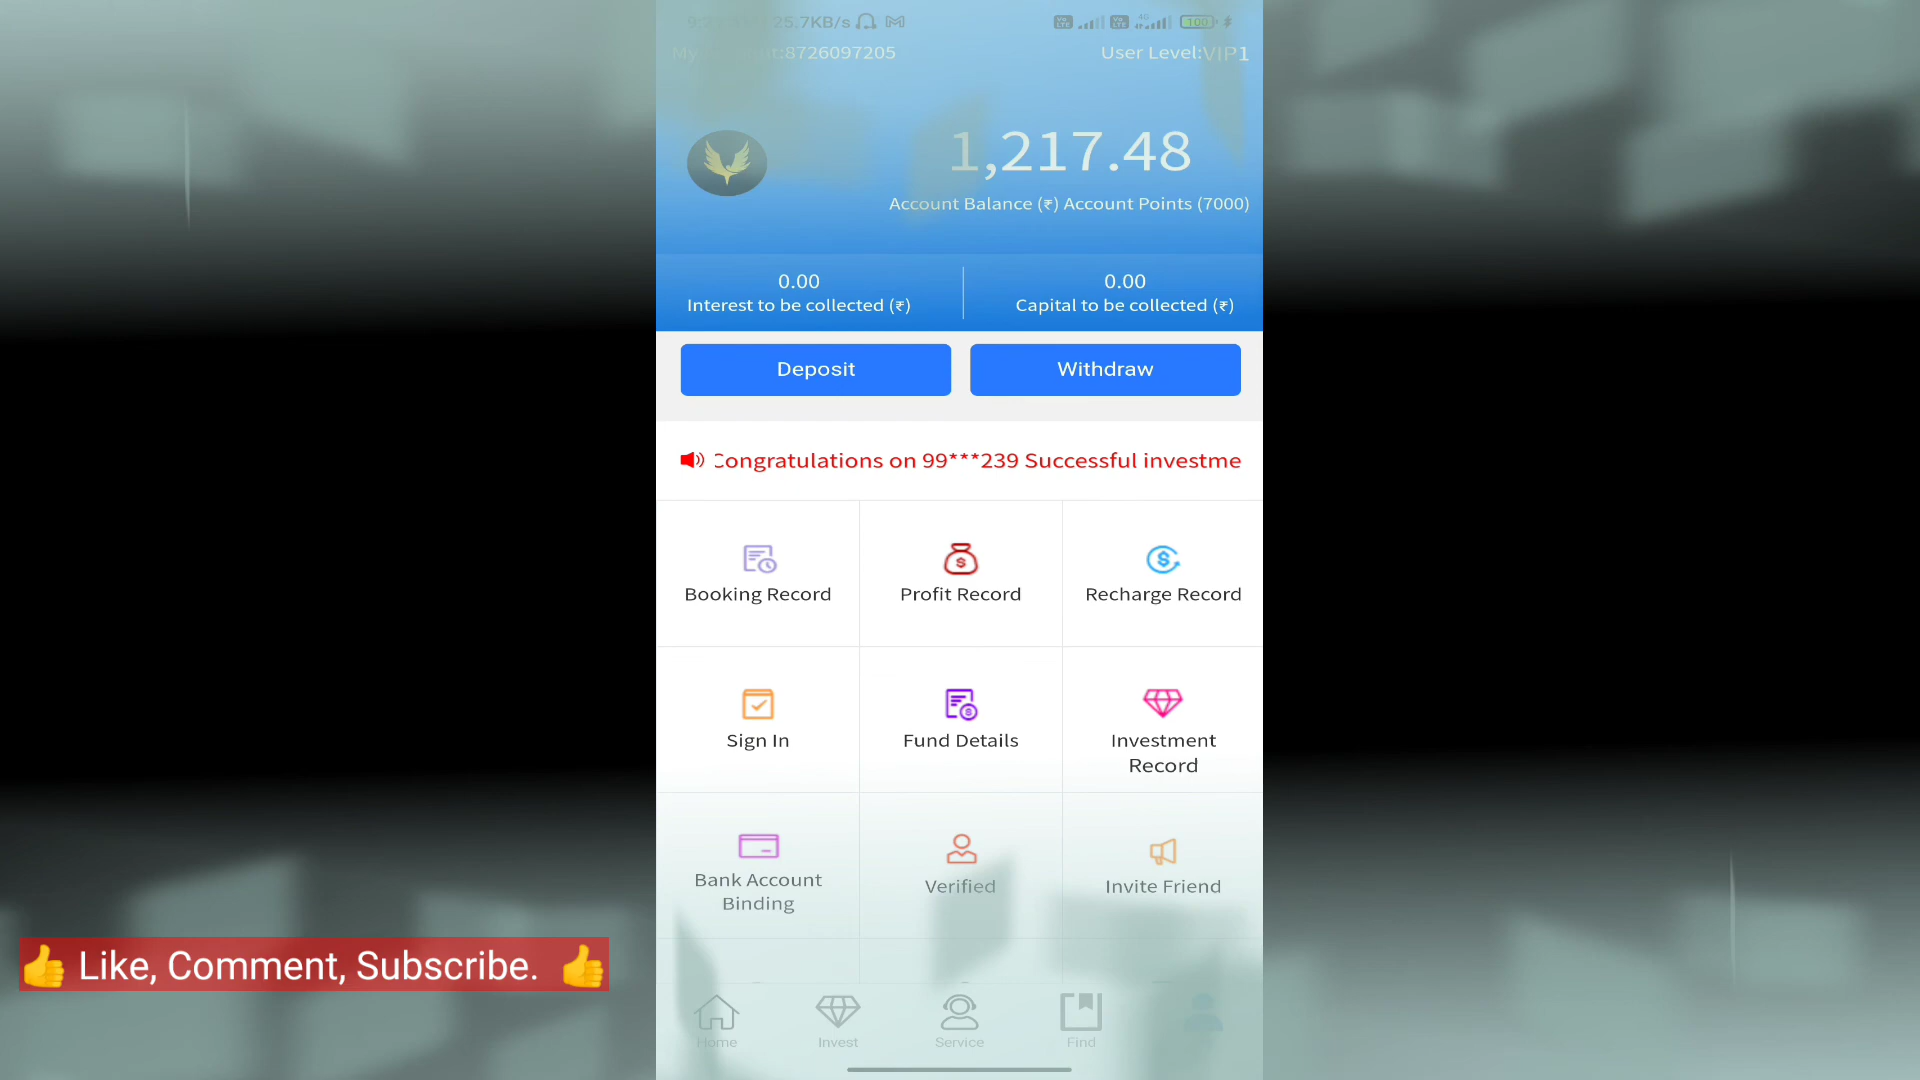 25.7KB/s
:8726097205
User Level:VIP1
1,217.48
Account Balance (₹) Account Points (7000)
0.00
Interest to be collected (₹)
0.00
Capital to be collected (₹)
Deposit
Withdraw
Congratulations on 99***239 Successful investme
Booking Record
Profit Record
Recharge Record
Sign In
Fund Details
Investment
Record
Bank Account
Binding
Verified
Invite Friend
👍 Like, Comment, Subscribe. 👍
Home
Invest
Service
Find